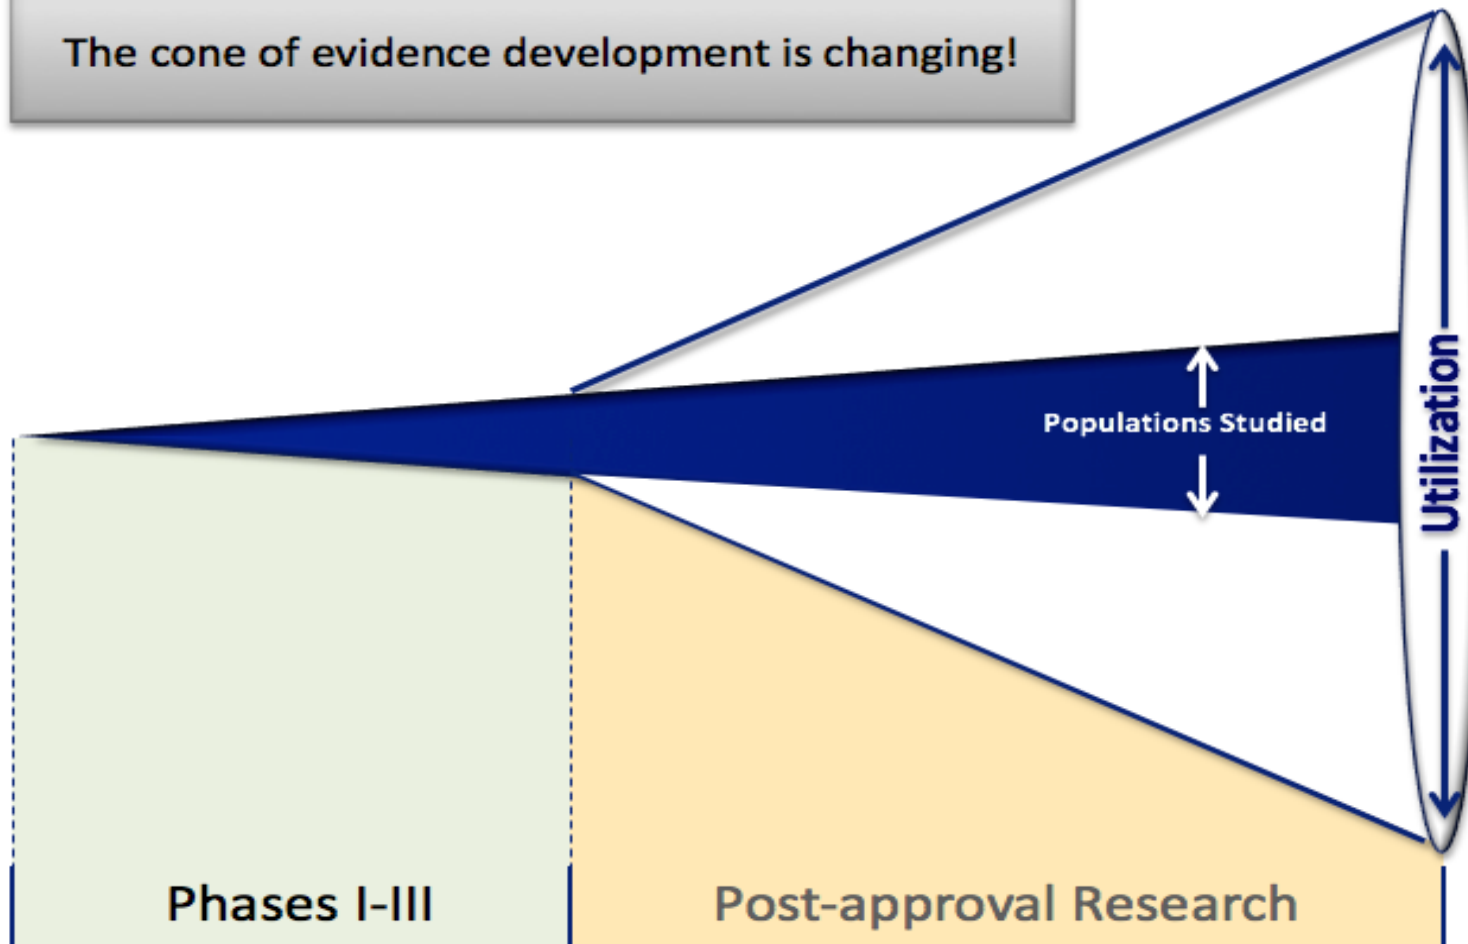 The cone of evidence development is changing!
Populations Studied
Utilization
Phases I-III
Post-approval Research